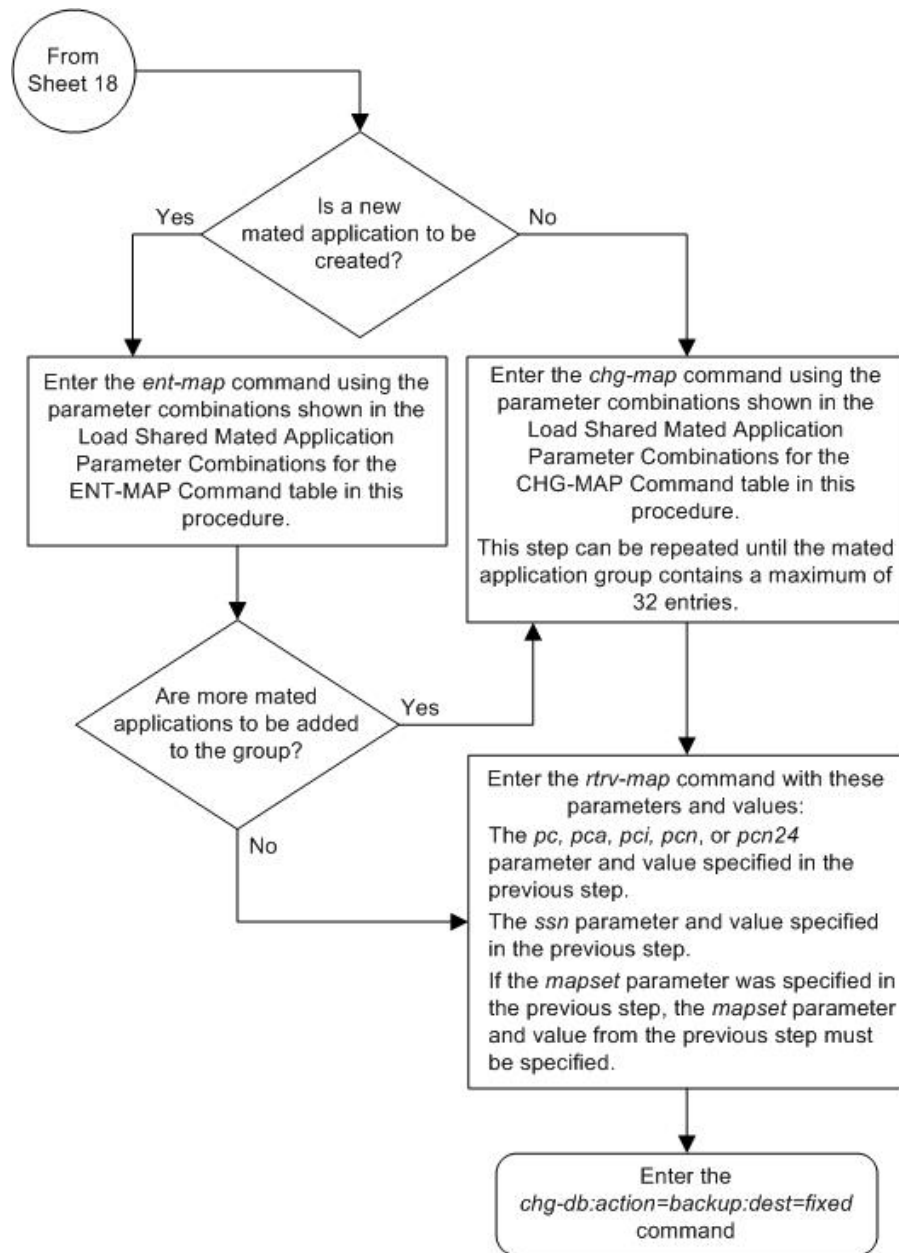 From
Sheet 18
Is a new
mated application to be
created?
Yes
No
Enter the ent-map command using the
parameter combinations shown in the
Load Shared Mated Application
Parameter Combinations for the
ENT-MAP Command table in this
procedure.
Enter the chg-map command using the
parameter combinations shown in the
Load Shared Mated Application
Parameter Combinations for the
CHG-MAP Command table in this
procedure.
This step can be repeated until the mated
application group contains a maximum of
32 entries.
Are more mated
applications to be added
to the group?
Yes
No
Enter the rtrv-map command with these
parameters and values:
The pc, pca, pci, pcn, or pcn24
parameter and value specified in the
previous step.
The ssn parameter and value specified
in the previous step.
If the mapset parameter was specified in
the previous step, the mapset parameter
and value from the previous step must
be specified.
Enter the
chg-db:action=backup:dest=fixed
command